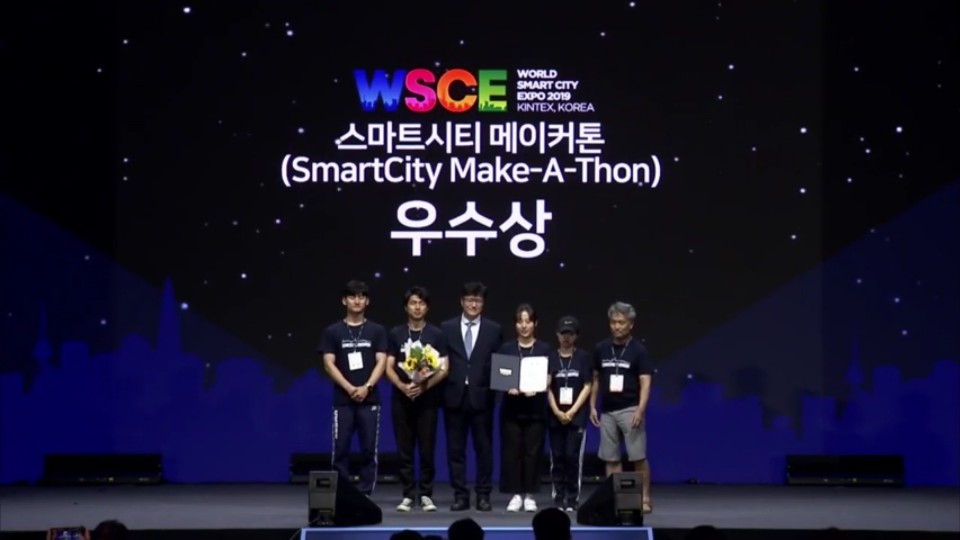 WSCE
WORLD
SMART CITY
EXPO 2019
KINTEX, KOREA
스마트시티 메이커톤
(SmartCity Make-A-Thon)
우수상